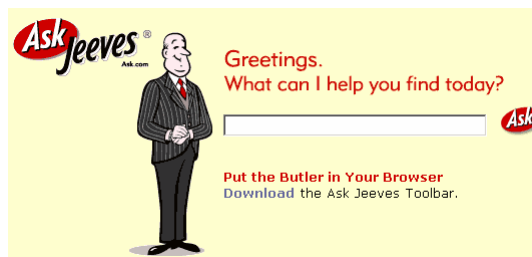 Ask Jeeves ®
Ask.com
Greetings.
What can I help you find today?
Ask
Put the Butler in Your Browser
Download the Ask Jeeves Toolbar.